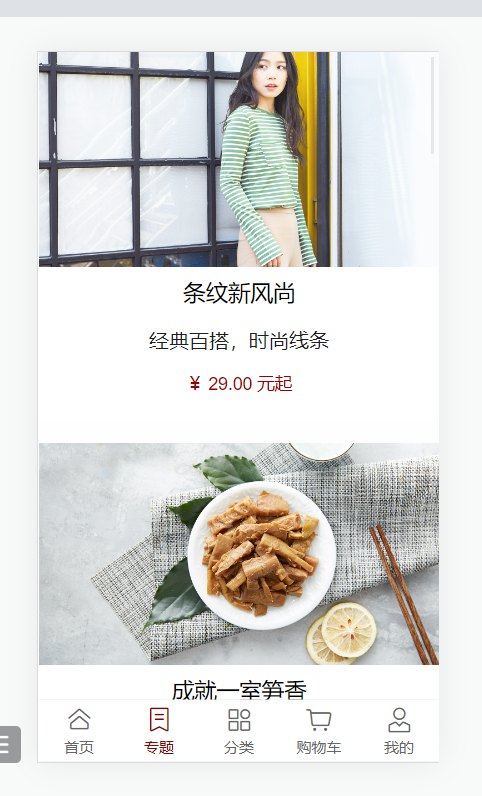 条纹新风尚
经典百搭，时尚线条
¥ 29.00 元起
成就一室笋香
首页 专题 分类 购物车 我的